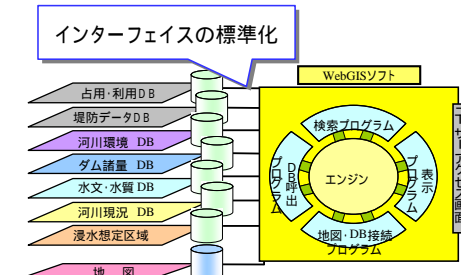 インターフェイスの標準化
WebGISソフト
占用・利用DB
堤防データDB
河川環境 DB
ダム諸量 DB
水文・水質 DB
河川現況 DB
浸水想定区域
地 図
検索プログラム
DB呼出
プログラム
エンジン
表示
プログラム
地図・DB接続
プログラム